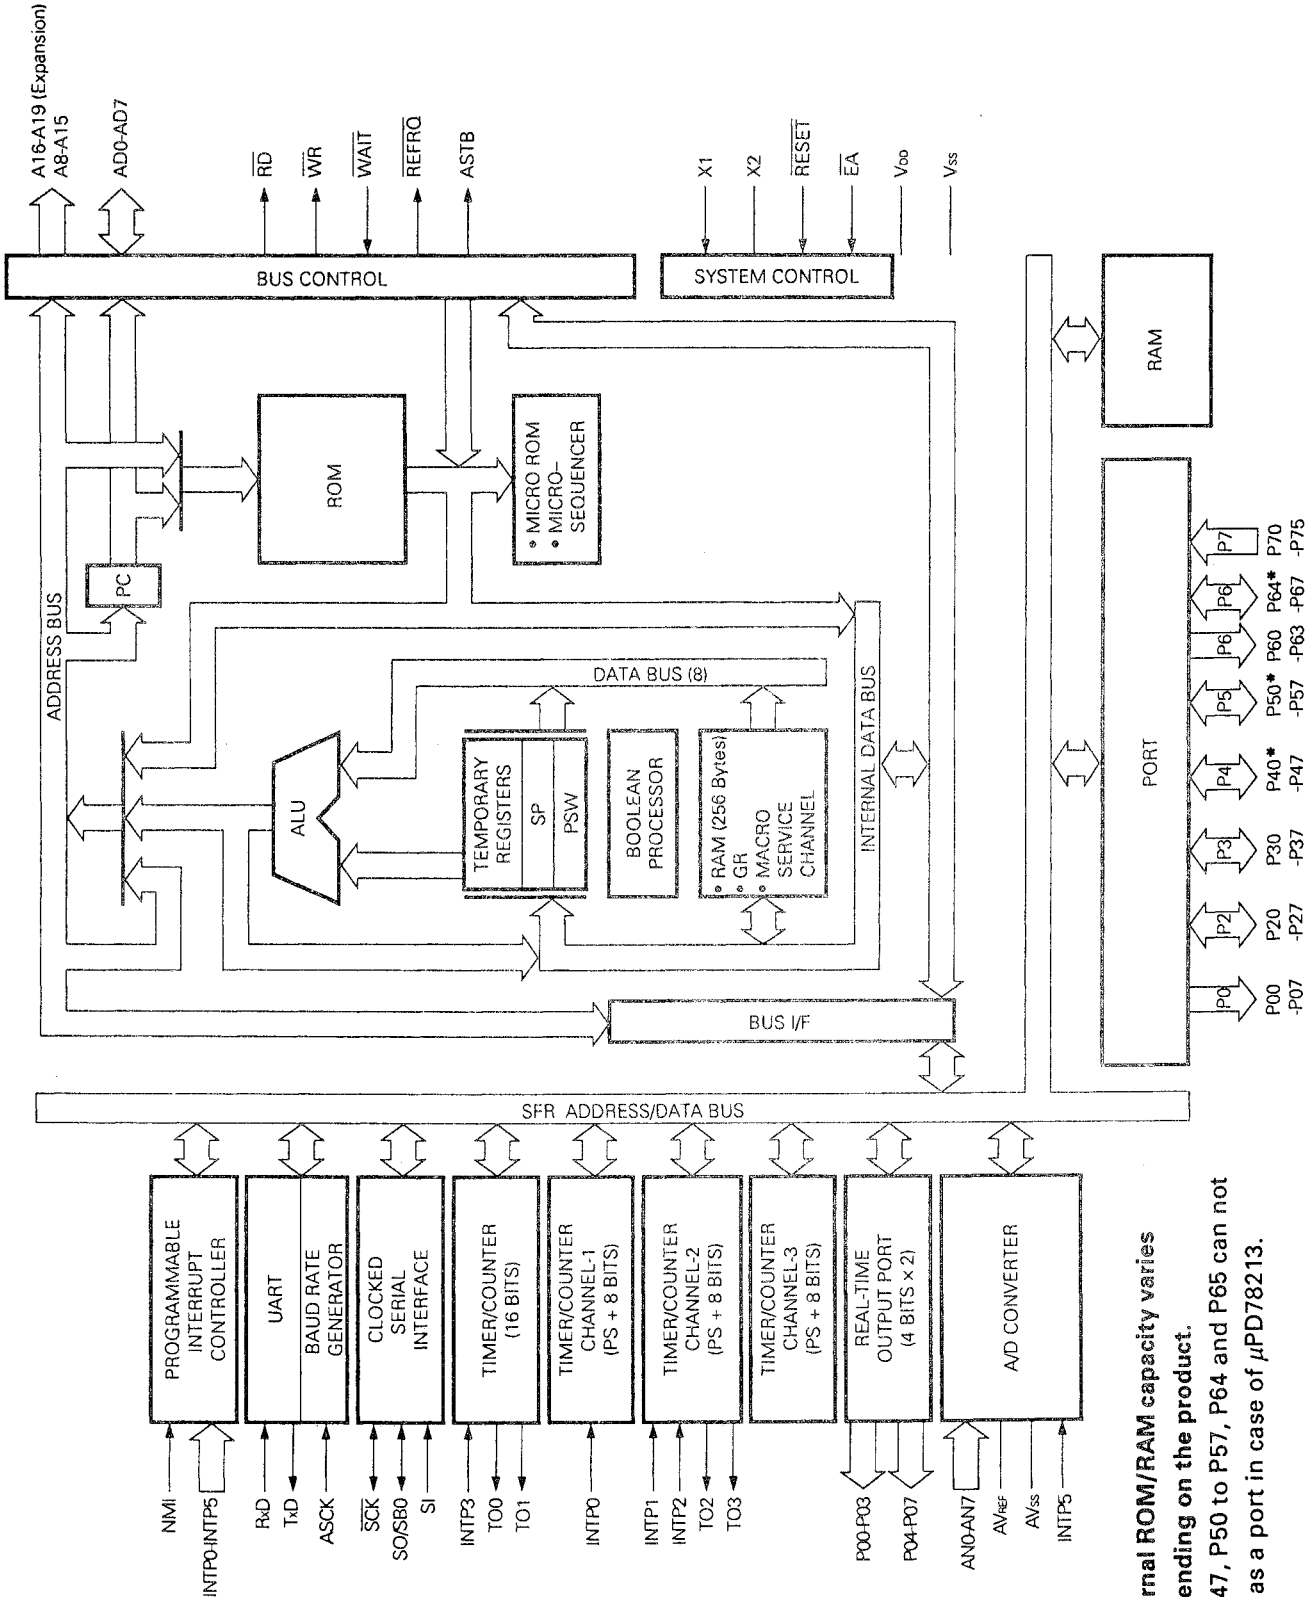 A16-A19 (Expansion)
A8-A15
AD0-AD7
RD
WR
WAIT
REFRQ
ASTB
X1
X2
RESET
EA
VDD
VSS
BUS CONTROL
SYSTEM CONTROL
ADDRESS BUS
PC
ROM
• MICRO ROM
• MICRO–
SEQUENCER
RAM
ALU
DATA BUS (8)
TEMPORARY
REGISTERS
SP
PSW
BOOLEAN
PROCESSOR
• RAM (256 Bytes)
• GR
• MACRO
SERVICE
CHANNEL
INTERNAL DATA BUS
BUS I/F
PORT
P0
P2
P3
P4
P5
P6
P6
P7
P00
-P07
P20
-P27
P30
-P37
P40*
-P47
P50*
-P57
P60
-P63
P64*
-P67
P70
-P75
SFR ADDRESS/DATA BUS
PROGRAMMABLE
INTERRUPT
CONTROLLER
UART
BAUD RATE
GENERATOR
CLOCKED
SERIAL
INTERFACE
TIMER/COUNTER
(16 BITS)
TIMER/COUNTER
CHANNEL-1
(PS + 8 BITS)
TIMER/COUNTER
CHANNEL-2
(PS + 8 BITS)
TIMER/COUNTER
CHANNEL-3
(PS + 8 BITS)
REAL-TIME
OUTPUT PORT
(4 BITS x 2)
A/D CONVERTER
NMI
INTP0-INTP5
RxD
TxD
ASCK
SCK
SO/SB0
SI
INTP3
TO0
TO1
INTP0
INTP1
INTP2
TO2
TO3
P00-P03
P04-P07
AN0-AN7
AVREF
AVSS
INTP5
rnal ROM/RAM capacity varies
ending on the product.
47, P50 to P57, P64 and P65 can not
as a port in case of µPD78213.